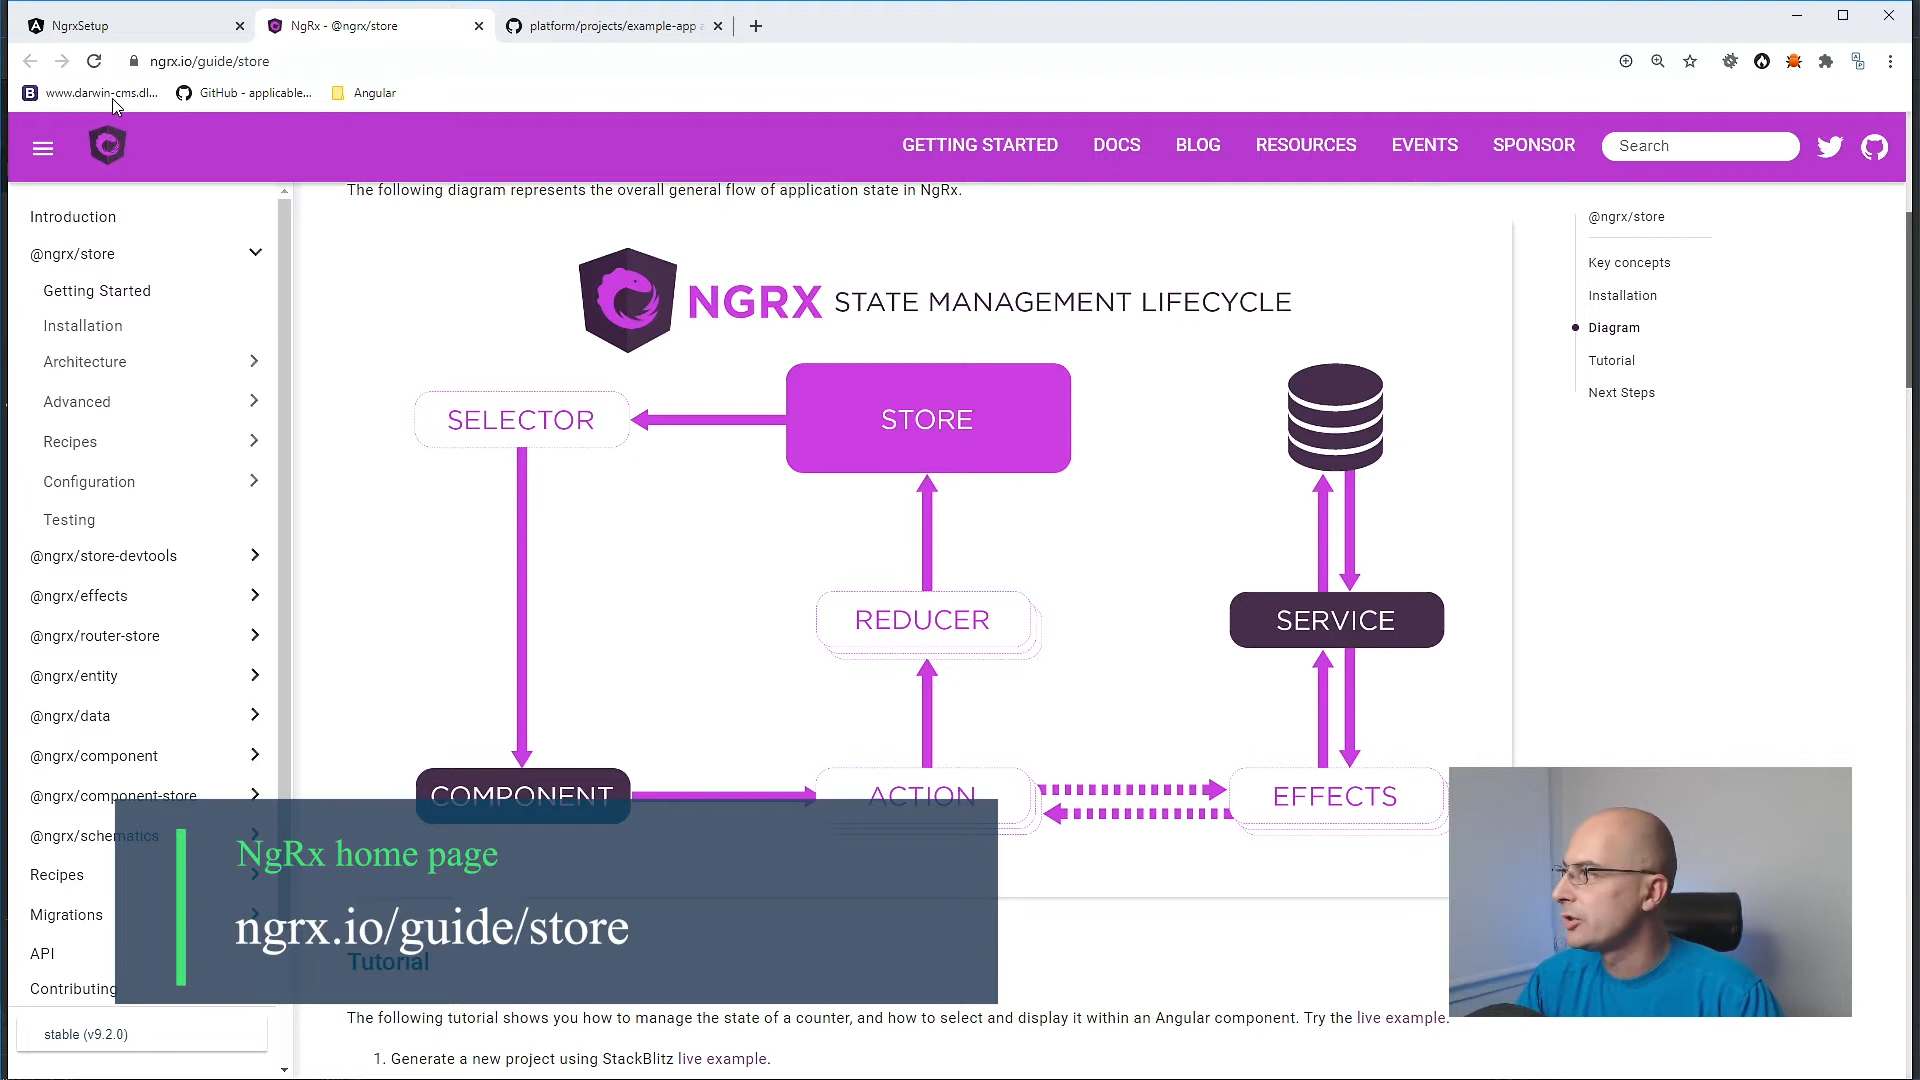 NgrxSetup
NgRx - @ngrx/store
platform/projects/example-app a
ngrx.io/guide/store
www.darwin-cms.dl...
GitHub - applicable...
Angular
GETTING STARTED
DOCS
BLOG
RESOURCES
EVENTS
SPONSOR
Search
Introduction
@ngrx/store
Getting Started
Installation
Architecture
Advanced
Recipes
Configuration
Testing
@ngrx/store-devtools
@ngrx/effects
@ngrx/router-store
@ngrx/entity
@ngrx/data
@ngrx/component
@ngrx/component-store
@ngrx/schematics
Recipes
Migrations
API
Contributing
stable (v9.2.0)
The following diagram represents the overall general flow of application state in NgRx.
NGRX STATE MANAGEMENT LIFECYCLE
SELECTOR
STORE
REDUCER
SERVICE
COMPONENT
ACTION
EFFECTS
NgRx home page
ngrx.io/guide/store
Tutorial
The following tutorial shows you how to manage the state of a counter, and how to select and display it within an Angular component. Try the live example.
1. Generate a new project using StackBlitz live example.
@ngrx/store
Key concepts
Installation
Diagram
Tutorial
Next Steps